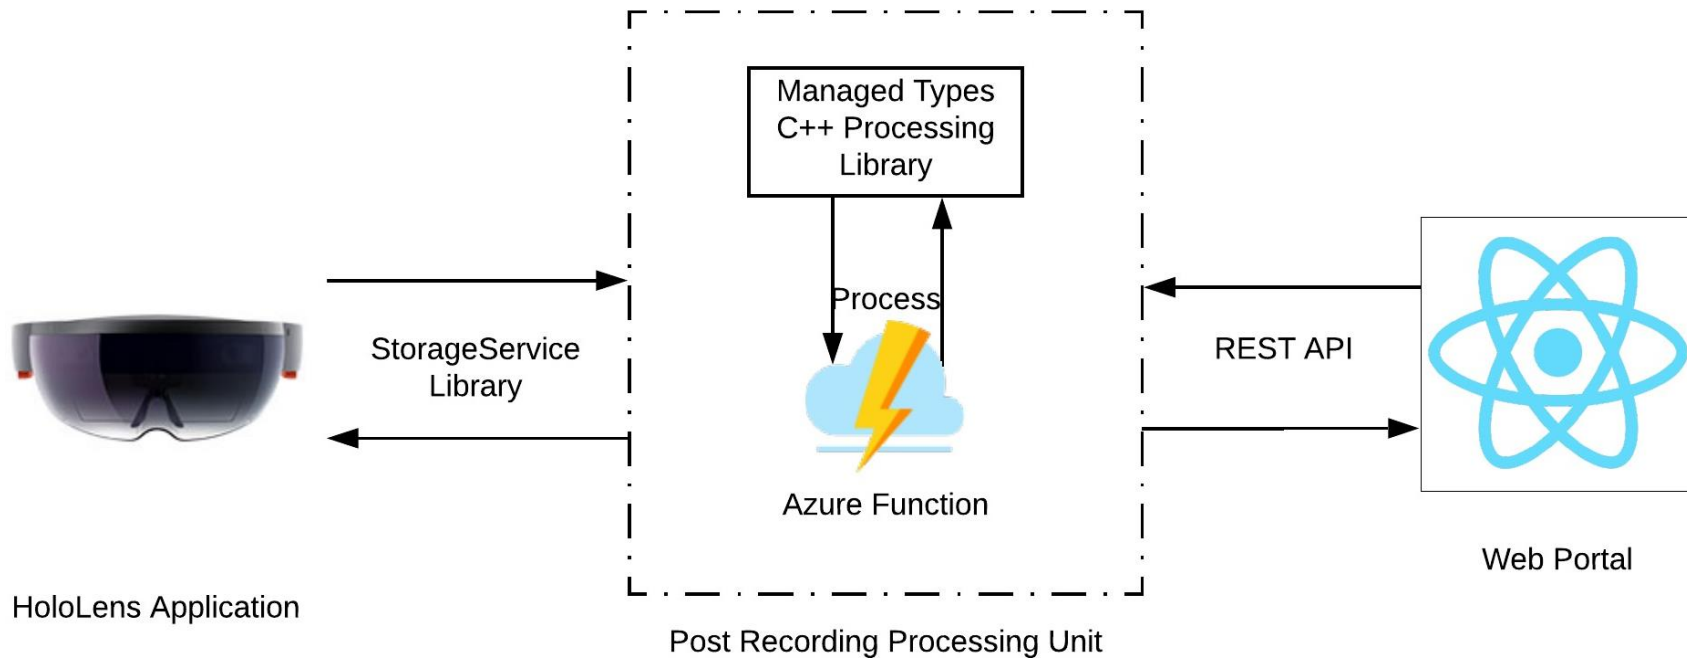 Managed Types
C++ Processing
Library
Process
StorageService
Library
REST API
Azure Function
Web Portal
HoloLens Application
Post Recording Processing Unit